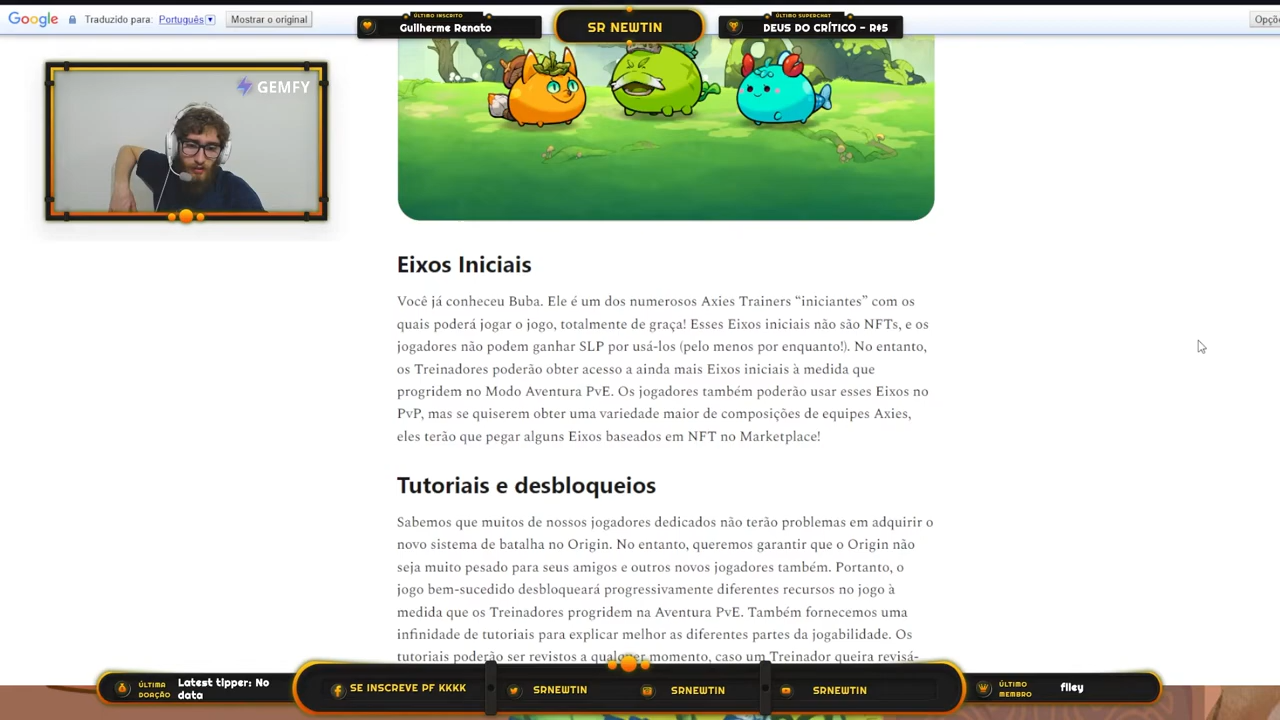 Google Traduzido para: Português Mostrar o original
ÚLTIMO INSCRITO
Guilherme Renato
SR NEWTIN
ÚLTIMO SUPERCHAT
DEUS DO CRÍTICO - R$5
Opçõ
GEMFY
Eixos Iniciais
Você já conheceu Buba. Ele é um dos numerosos Axies Trainers “iniciantes” com os
quais poderá jogar o jogo, totalmente de graça! Esses Eixos iniciais não são NFTs, e os
jogadores não podem ganhar SLP por usá-los (pelo menos por enquanto!). No entanto,
os Treinadores poderão obter acesso a ainda mais Eixos iniciais à medida que
progridem no Modo Aventura PvE. Os jogadores também poderão usar esses Eixos no
PvP, mas se quiserem obter uma variedade maior de composições de equipes Axies,
eles terão que pegar alguns Eixos baseados em NFT no Marketplace!
Tutoriais e desbloqueios
Sabemos que muitos de nossos jogadores dedicados não terão problemas em adquirir o
novo sistema de batalha no Origin. No entanto, queremos garantir que o Origin não
seja muito pesado para seus amigos e outros novos jogadores também. Portanto, o
jogo bem-sucedido desbloqueará progressivamente diferentes recursos no jogo à
medida que os Treinadores progridem na Aventura PvE. Também fornecemos uma
infinidade de tutoriais para explicar melhor as diferentes partes da jogabilidade. Os
tutoriais poderão ser revistos a qualquer momento, caso um Treinador queira revisá-
ÚLTIMA
DOAÇÃO
Latest tipper: No
data
SE INSCREVE PF KKKK
SRNEWTIN
SRNEWTIN
SRNEWTIN
ÚLTIMO
MEMBRO